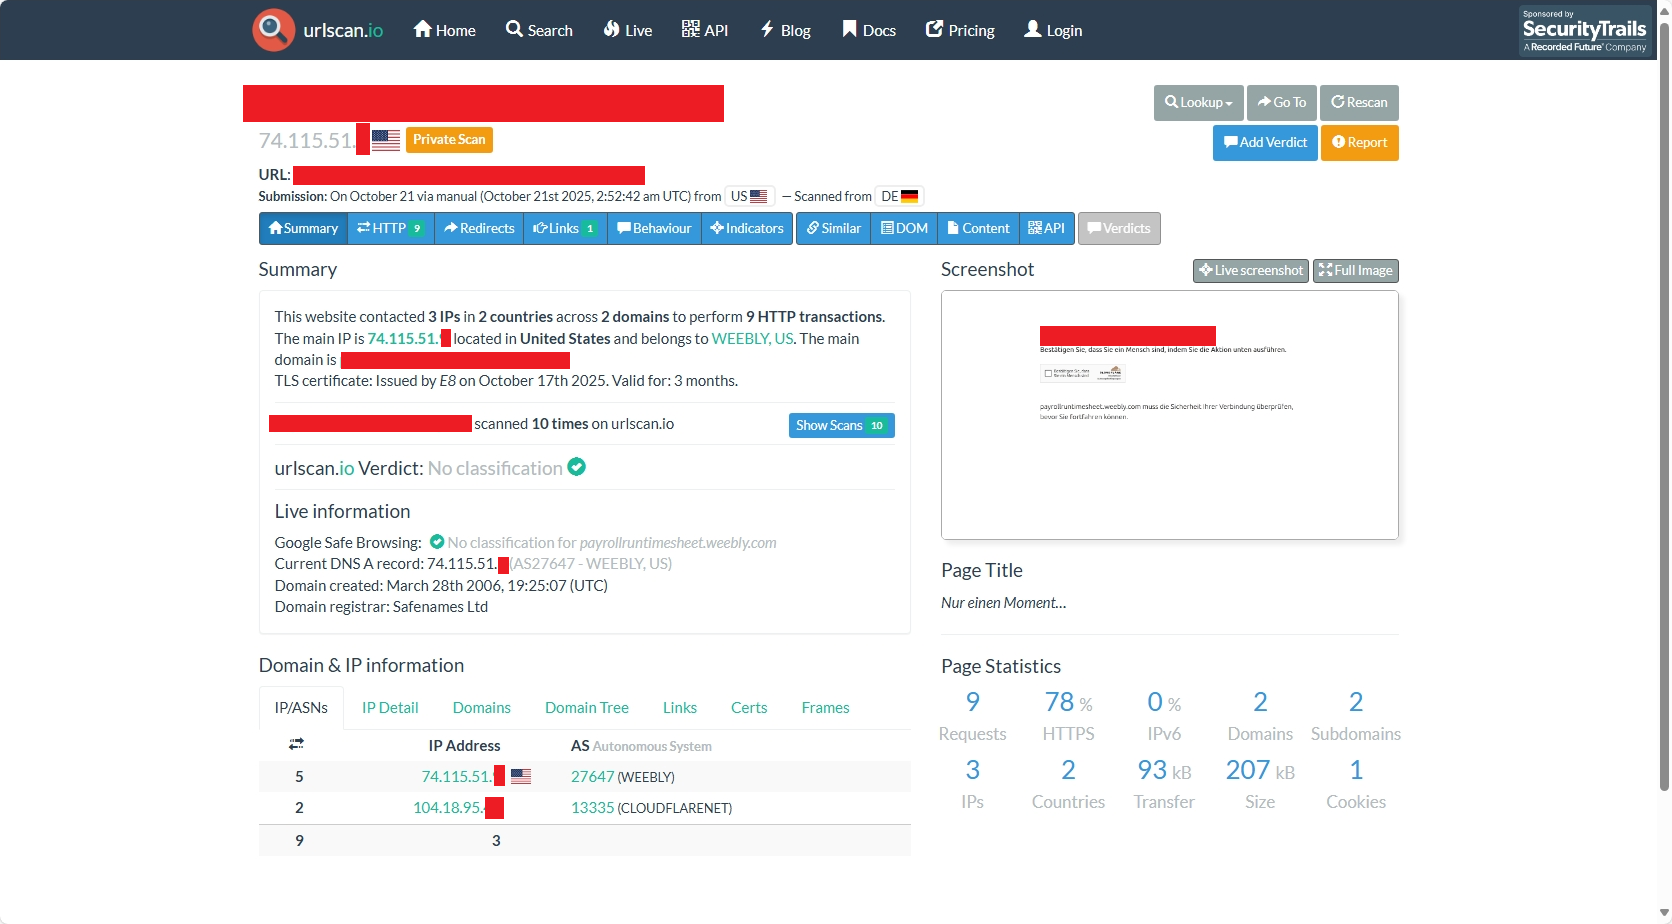 urlscan.io Home Search Live API Blog Docs Pricing Login
Sponsored by
SecurityTrails
A Recorded Future® Company
Lookup Go To Rescan
74.115.51. Private Scan
Add Verdict Report
URL:
Submission: On October 21 via manual (October 21st 2025, 2:52:42 am UTC) from US — Scanned from DE
Summary HTTP 9 Redirects Links 1 Behaviour Indicators Similar DOM Content API Verdicts
Summary
This website contacted 3 IPs in 2 countries across 2 domains to perform 9 HTTP transactions.
The main IP is 74.115.51. located in United States and belongs to WEEBLY, US. The main
domain is
TLS certificate: Issued by E8 on October 17th 2025. Valid for: 3 months.
scanned 10 times on urlscan.io Show Scans 10
urlscan.io Verdict: No classification
Live information
Google Safe Browsing: No classification for payrollruntimesheet.weebly.com
Current DNS A record: 74.115.51. (AS27647 - WEEBLY, US)
Domain created: March 28th 2006, 19:25:07 (UTC)
Domain registrar: Safenames Ltd
Screenshot Live screenshot Full Image
Bestätigen Sie, dass Sie ein Mensch sind, indem Sie die Aktion unten ausführen.
Bestätigen Sie, dass
Sie ein Mensch sind
payrollruntimesheet.weebly.com muss die Sicherheit Ihrer Verbindung überprüfen,
bevor Sie fortfahren können.
Page Title
Nur einen Moment...
Domain & IP information
IP/ASNs IP Detail Domains Domain Tree Links Certs Frames
IP Address AS Autonomous System
5 74.115.51. 27647 (WEEBLY)
2 104.18.95. 13335 (CLOUDFLARENET)
9 3
Page Statistics
9 78 % 0 % 2 2
Requests HTTPS IPv6 Domains Subdomains
3 2 93 kB 207 kB 1
IPs Countries Transfer Size Cookies